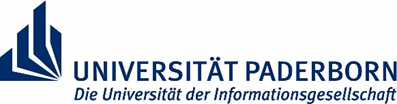 UNIVERSITÄT PADERBORN
Die Universität der Informationsgesellschaft